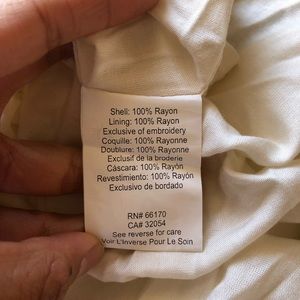 Shell: 100% Rayon
Lining: 100% Rayon
Exclusive of embroidery
Coquille: 100% Rayonne
Doublure: 100% Rayonne
Exclusif de la broderie
Cáscara: 100% Rayón
Revestimiento: 100% Rayón
Exclusivo de bordado
RN# 66170
CA# 32054
See reverse for care
Voir L'Inverse Pour Le Soin